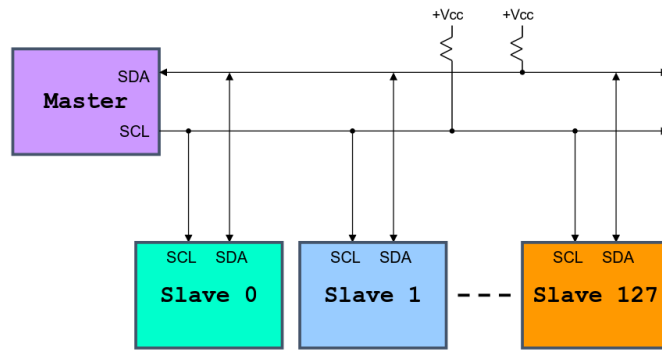 +Vcc +Vcc
SDA
Master
SCL
SCL SDA SCL SDA SCL SDA
Slave 0 Slave 1 Slave 127